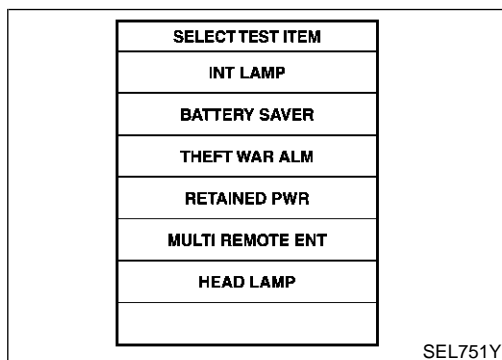 SELECT TEST ITEM
INT LAMP
BATTERY SAVER
THEFT WAR ALM
RETAINED PWR
MULTI REMOTE ENT
HEAD LAMP
SEL751Y